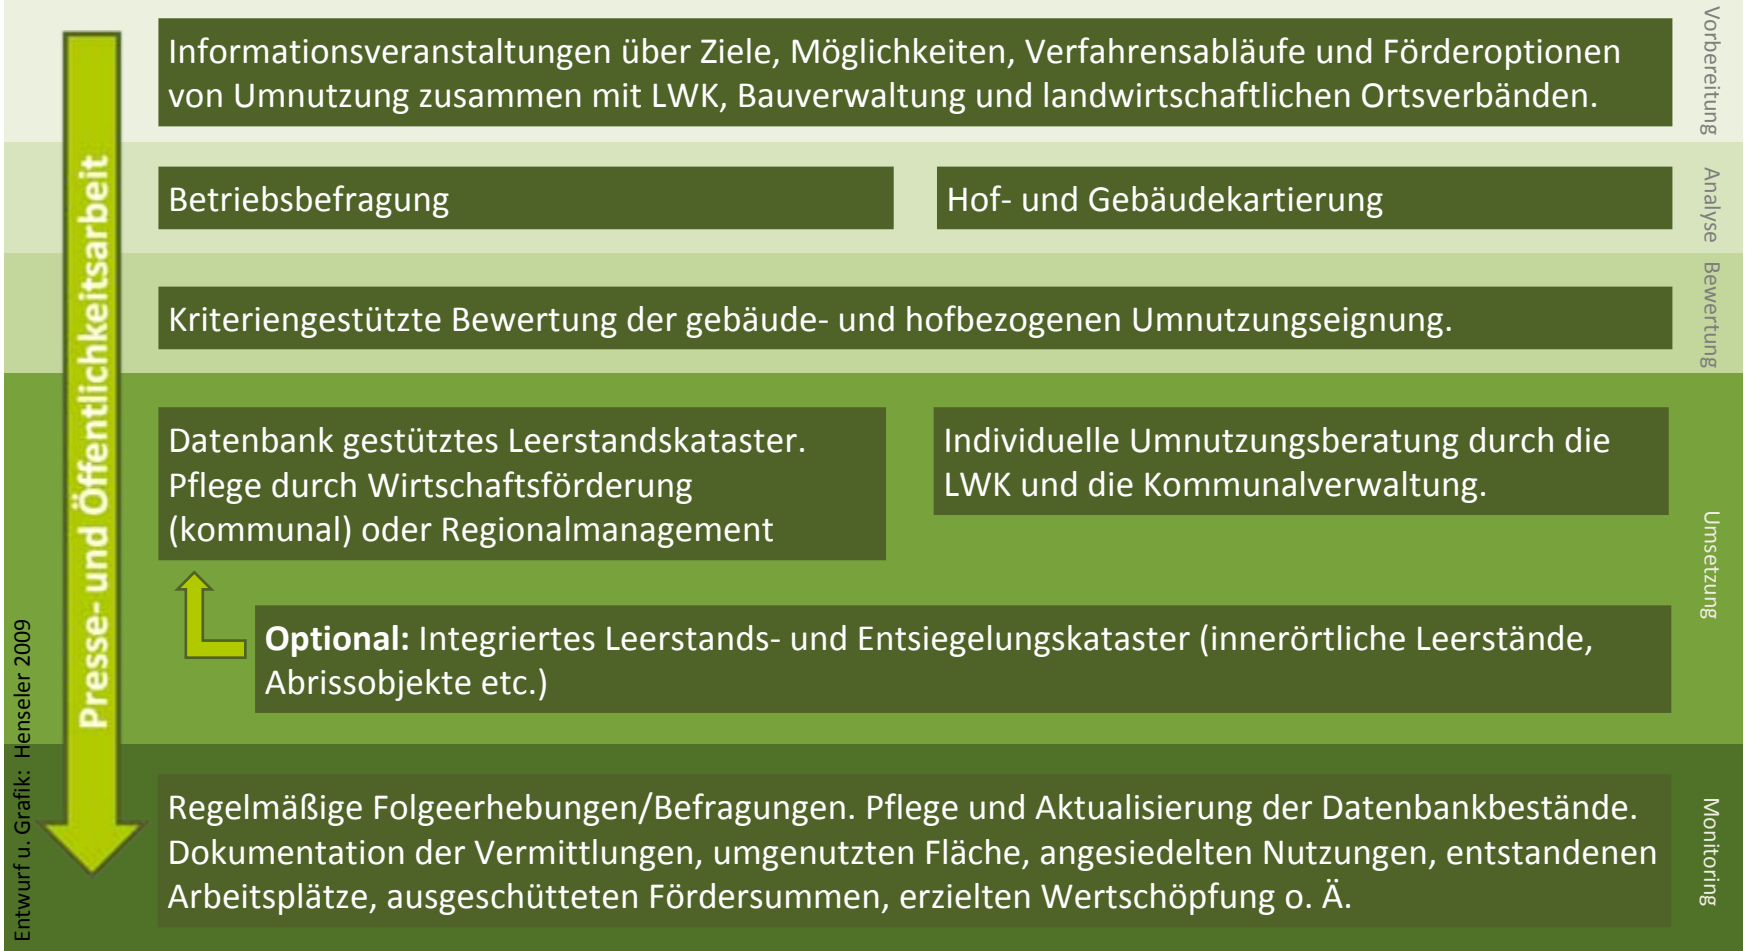 Informationsveranstaltungen über Ziele, Möglichkeiten, Verfahrensabläufe und Förderoptionen
von Umnutzung zusammen mit LWK, Bauverwaltung und landwirtschaftlichen Ortsverbänden.
Vorbereitung
Betriebsbefragung
Hof- und Gebäudekartierung
Analyse
Kriteriengestützte Bewertung der gebäude- und hofbezogenen Umnutzungseignung.
Bewertung
Presse- und Öffentlichkeitsarbeit
Datenbank gestütztes Leerstandskataster.
Pflege durch Wirtschaftsförderung
(kommunal) oder Regionalmanagement
Individuelle Umnutzungsberatung durch die
LWK und die Kommunalverwaltung.
Umsetzung
Optional: Integriertes Leerstands- und Entsiegelungskataster (innerörtliche Leerstände,
Abrissobjekte etc.)
Regelmäßige Folgeerhebungen/Befragungen. Pflege und Aktualisierung der Datenbankbestände.
Dokumentation der Vermittlungen, umgenutzten Fläche, angesiedelten Nutzungen, entstandenen
Arbeitsplätze, ausgeschütteten Fördersummen, erzielten Wertschöpfung o. Ä.
Monitoring
Entwurf u. Grafik: Henseler 2009